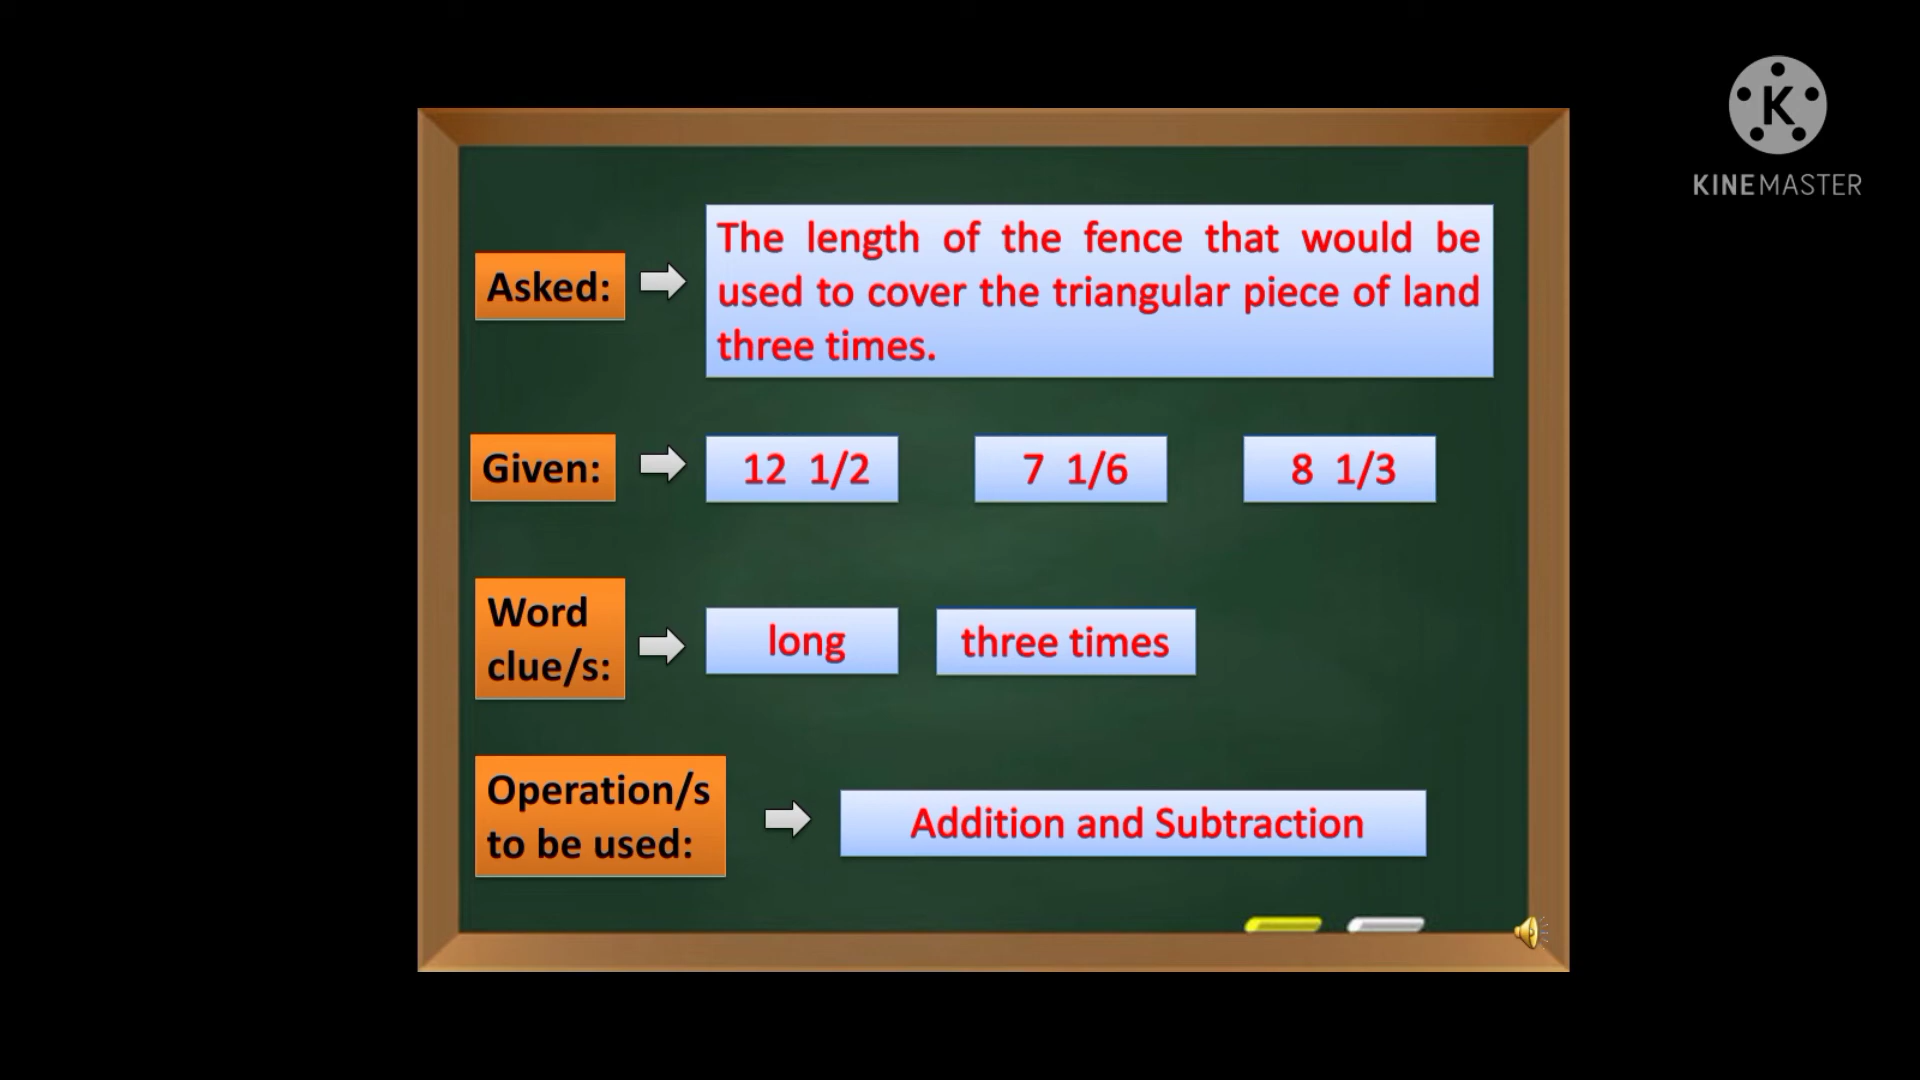 K
KINEMASTER
Asked:
The length of the fence that would be
used to cover the triangular piece of land
three times.
Given:
12 1/2
7 1/6
8 1/3
Word
clue/s:
long
three times
Operation/s
to be used:
Addition and Subtraction